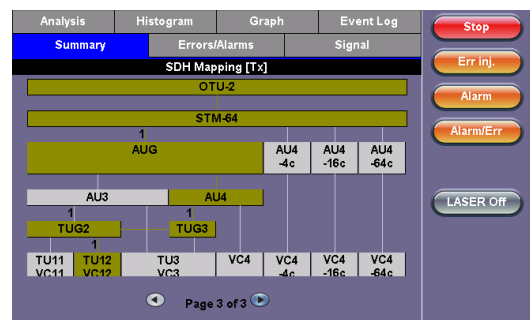 Analysis Histogram Graph Event Log
Summary Errors/Alarms Signal
SDH Mapping [Tx]
OTU-2
STM-64
1
AUG AU4 AU4 AU4
-4c -16c -64c
AU3 AU4
1 1
TUG2 TUG3
1
TU11 TU12 TU3 VC4 VC4 VC4 VC4
VC11 VC12 VC3 -4c -16c -64c
Page 3 of 3
Stop
Err inj.
Alarm
Alarm/Err
LASER Off